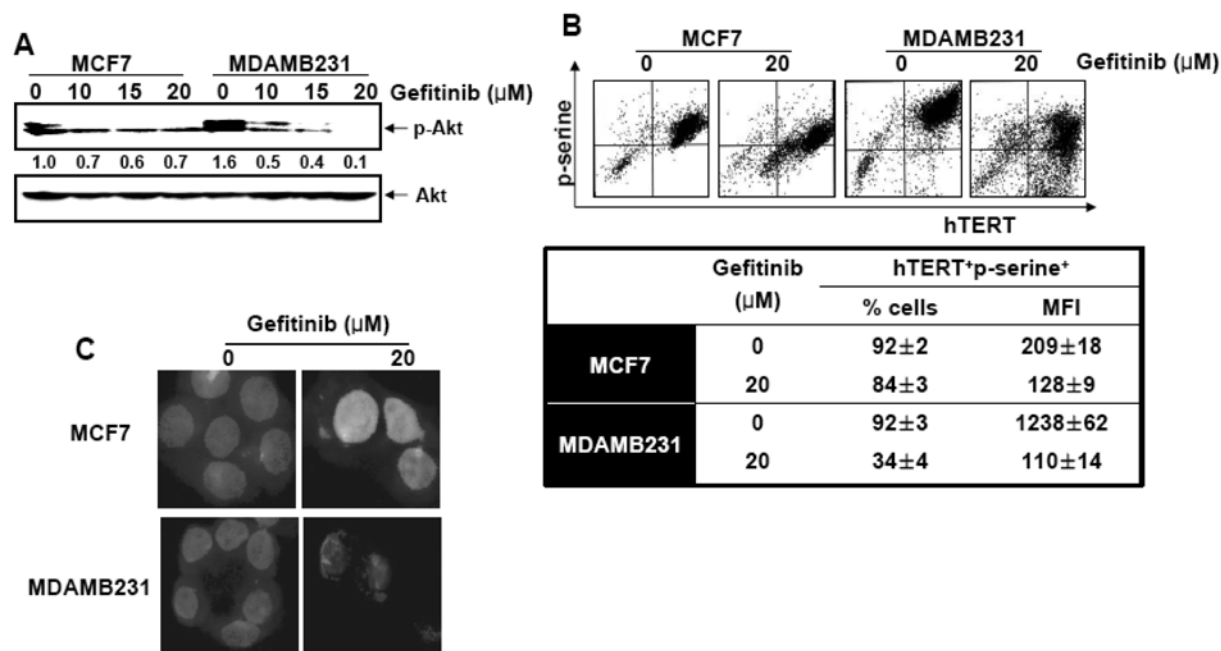 A
MCF7 MDAMB231
0 10 15 20 0 10 15 20 Gefitinib (µM)
p-Akt
1.0 0.7 0.6 0.7 1.6 0.5 0.4 0.1
Akt
B
MCF7 MDAMB231
0 20 0 20 Gefitinib (µM)
p-serine
hTERT
Gefitinib hTERT⁺p-serine⁺
(µM) % cells MFI
MCF7
0 92±2 209±18
20 84±3 128±9
MDAMB231
0 92±3 1238±62
20 34±4 110±14
C
Gefitinib (µM)
0 20
MCF7
MDAMB231